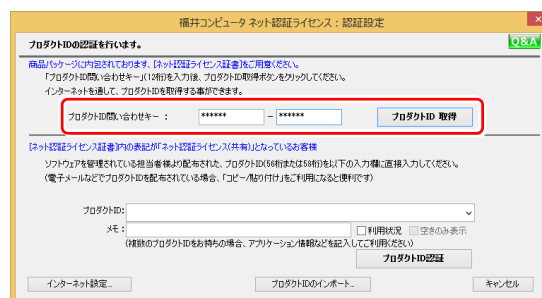 福井コンピュータ ネット認証ライセンス：認証設定
×
プロダクトIDの認証を行います。
Q&A
商品パッケージに内包されております、[ネット認証ライセンス証書]をご用意ください。
「プロダクトID問い合わせキー」(12桁)を入力後、プロダクトID取得ボタンをクリックしてください。
インターネットを通して、プロダクトIDを取得する事ができます。
プロダクトID問い合わせキー ： ****** － ****** プロダクトID 取得
[ネット認証ライセンス証書]内の表記が「ネット認証ライセンス(共有)」となっているお客様
ソフトウェアを管理されている担当者様より配布された、プロダクトID(56桁または58桁)を以下の入力欄に直接入力してください。
(電子メールなどでプロダクトIDを配布されている場合、「コピー/貼り付け」をご利用になると便利です)
プロダクトID:
メモ: 利用状況 空きのみ表示
(複数のプロダクトIDをお持ちの場合、アプリケーション情報などを記入してご利用ください)
プロダクトID認証
インターネット設定... プロダクトIDのインポート... キャンセル